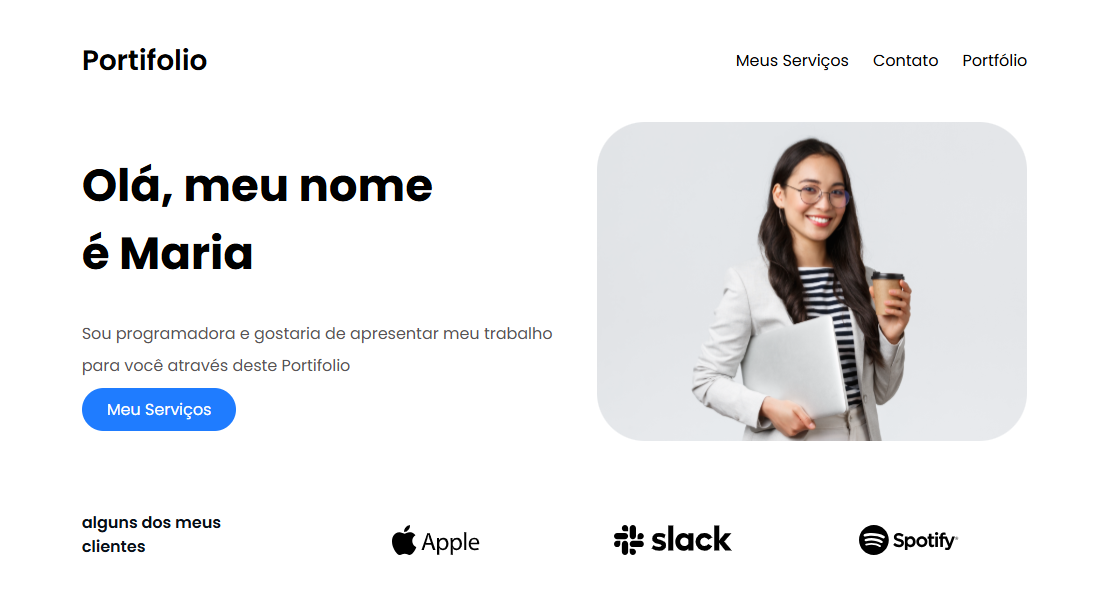 Portifolio
Meus Serviços Contato Portfólio
Olá, meu nome
é Maria
Sou programadora e gostaria de apresentar meu trabalho
para você através deste Portifolio
Meu Serviços
alguns dos meus
clientes
Apple
slack
Spotify